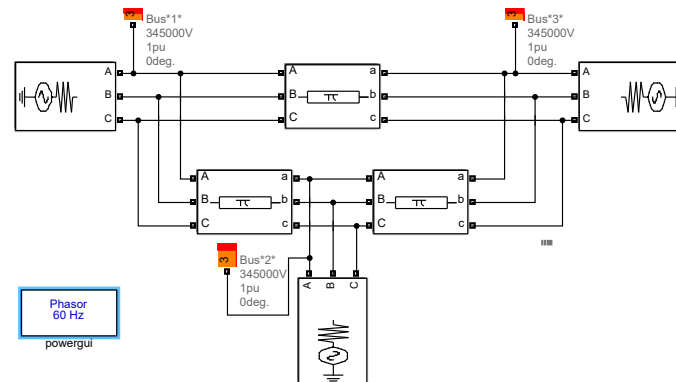 3
Bus*1*
345000V
1pu
0deg.
3
Bus*3*
345000V
1pu
0deg.
A
B
C
A
B
C
a
b
c
A
B
C
A
B
C
a
b
c
A
B
C
a
b
c
3
Bus*2*
345000V
1pu
0deg.
A
B
C
Phasor
60 Hz
powergui